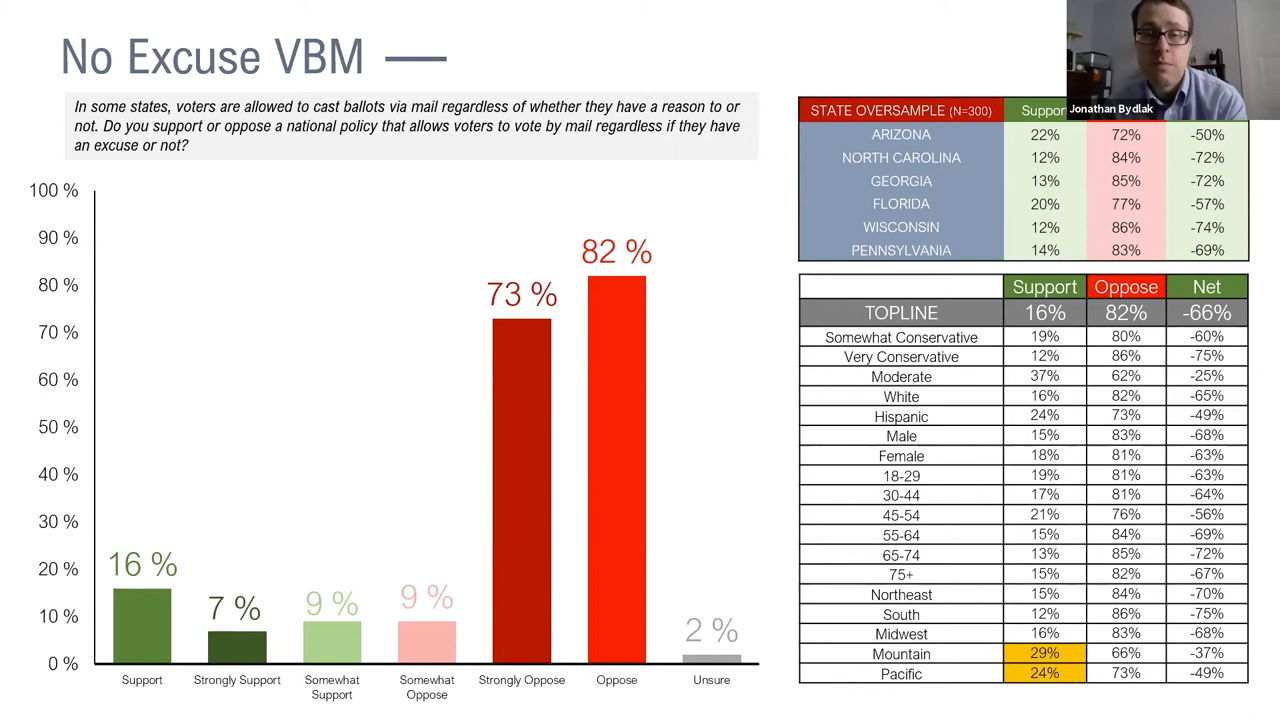 No Excuse VBM
In some states, voters are allowed to cast ballots via mail regardless of whether they have a reason to or
not. Do you support or oppose a national policy that allows voters to vote by mail regardless if they have
an excuse or not?
100 %
90 %
80 %
70 %
60 %
50 %
40 %
30 %
20 %
10 %
0 %
16 %
7 %
9 %
9 %
73 %
82 %
2 %
Support
Strongly Support
Somewhat
Support
Somewhat
Oppose
Strongly Oppose
Oppose
Unsure
Jonathan Bydlak
STATE OVERSAMPLE (N=300) Support
ARIZONA 22% 72% -50%
NORTH CAROLINA 12% 84% -72%
GEORGIA 13% 85% -72%
FLORIDA 20% 77% -57%
WISCONSIN 12% 86% -74%
PENNSYLVANIA 14% 83% -69%
Support Oppose Net
TOPLINE 16% 82% -66%
Somewhat Conservative 19% 80% -60%
Very Conservative 12% 86% -75%
Moderate 37% 62% -25%
White 16% 82% -65%
Hispanic 24% 73% -49%
Male 15% 83% -68%
Female 18% 81% -63%
18-29 19% 81% -63%
30-44 17% 81% -64%
45-54 21% 76% -56%
55-64 15% 84% -69%
65-74 13% 85% -72%
75+ 15% 82% -67%
Northeast 15% 84% -70%
South 12% 86% -75%
Midwest 16% 83% -68%
Mountain 29% 66% -37%
Pacific 24% 73% -49%